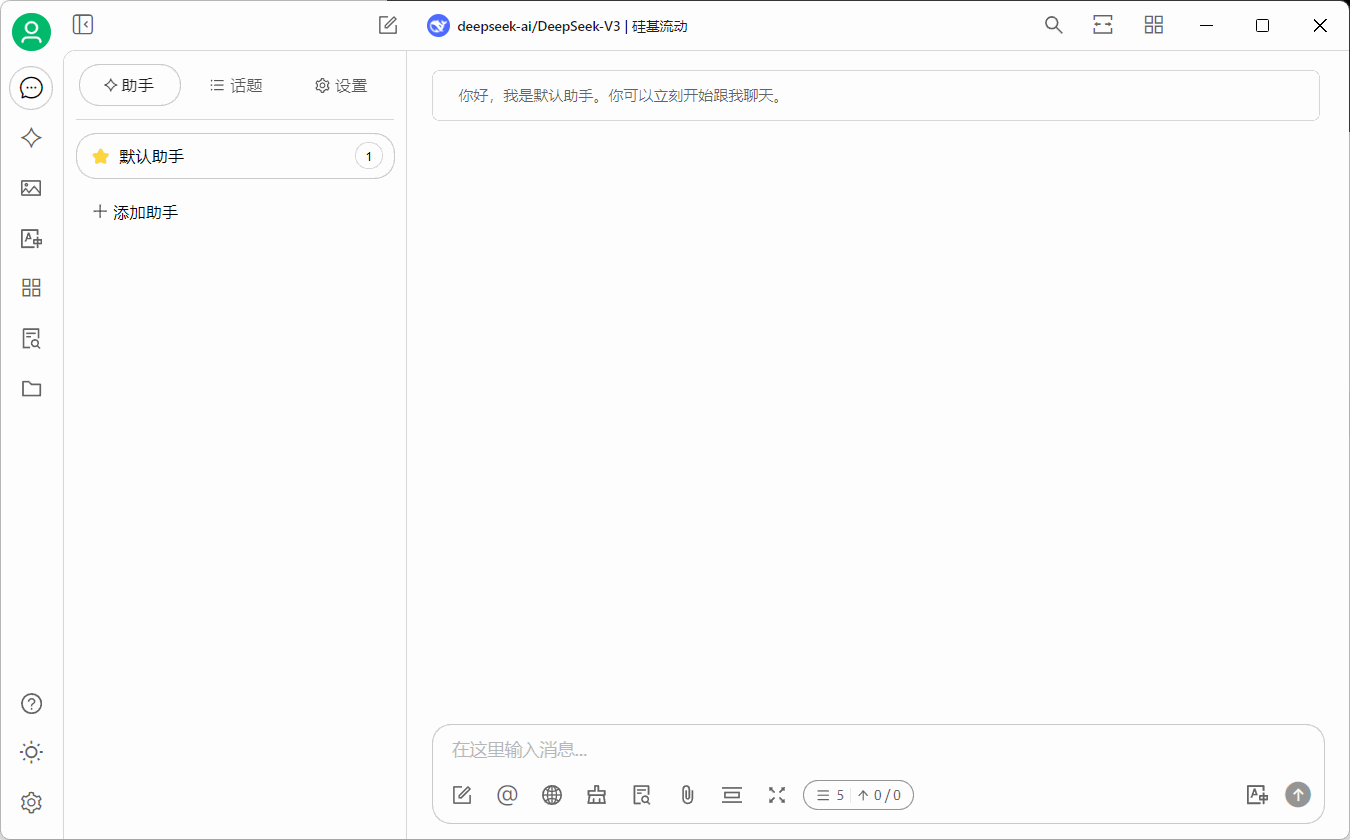 deepseek-ai/DeepSeek-V3 | 硅基流动
助手
话题
设置
你好，我是默认助手。你可以立刻开始跟我聊天。
默认助手
1
添加助手
在这里输入消息...
5
0 / 0